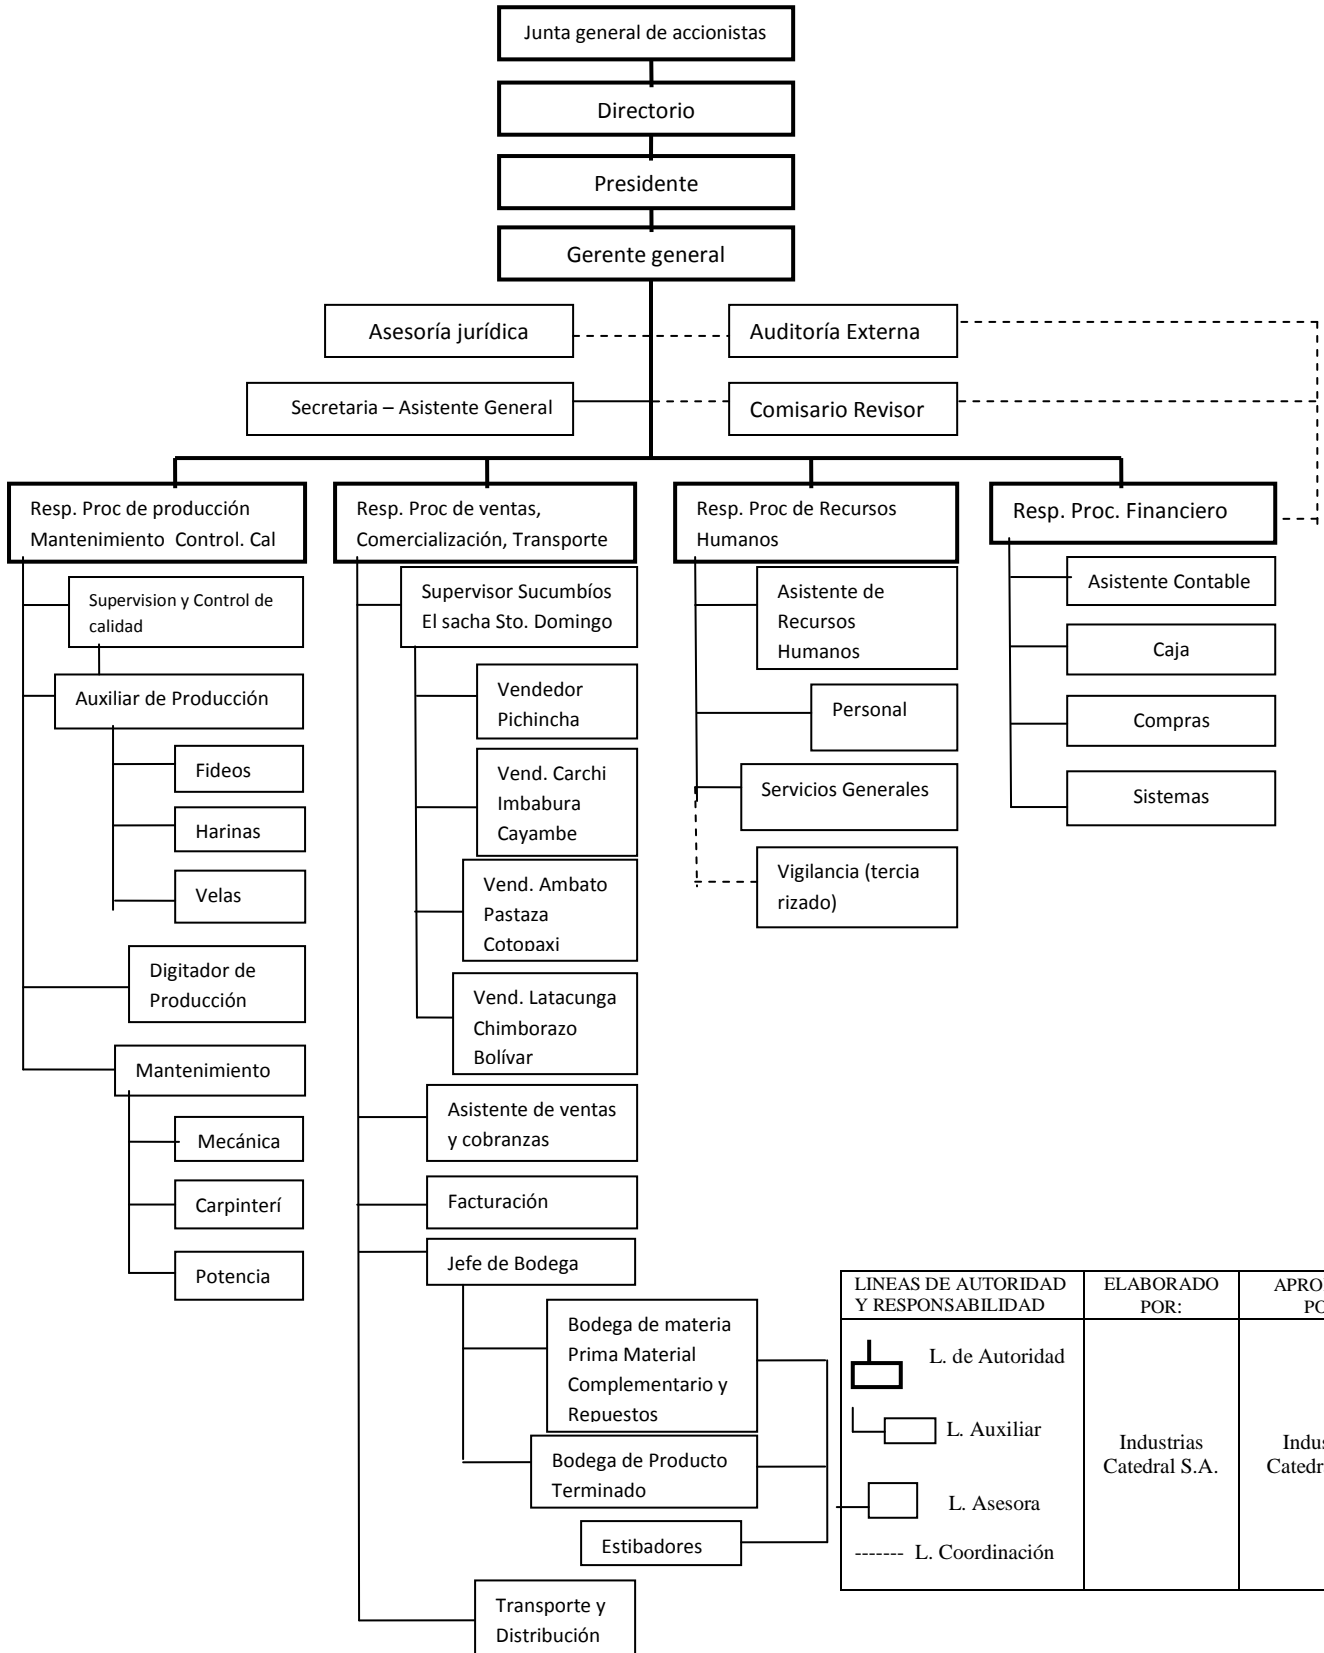 Junta general de accionistas
Directorio
Presidente
Gerente general
Asesoría jurídica
Auditoría Externa
Secretaria – Asistente General
Comisario Revisor
Resp. Proc de producción
Mantenimiento Control. Cal
Supervision y Control de
calidad
Auxiliar de Producción
Fideos
Harinas
Velas
Digitador de
Producción
Mantenimiento
Mecánica
Carpinterí
Potencia
Resp. Proc de ventas,
Comercialización, Transporte
Supervisor Sucumbíos
El sacha Sto. Domingo
Vendedor
Pichincha
Vend. Carchi
Imbabura
Cayambe
Vend. Ambato
Pastaza
Cotopaxi
Vend. Latacunga
Chimborazo
Bolívar
Asistente de ventas
y cobranzas
Facturación
Jefe de Bodega
Bodega de materia
Prima Material
Complementario y
Repuestos
Bodega de Producto
Terminado
Estibadores
Transporte y
Distribución
Resp. Proc de Recursos
Humanos
Asistente de
Recursos
Humanos
Personal
Servicios Generales
Vigilancia (tercia
rizado)
Resp. Proc. Financiero
Asistente Contable
Caja
Compras
Sistemas
LINEAS DE AUTORIDAD
Y RESPONSABILIDAD
L. de Autoridad
L. Auxiliar
L. Asesora
L. Coordinación
ELABORADO
POR:
Industrias
Catedral S.A.
APRO
PO
Indus
Catedr